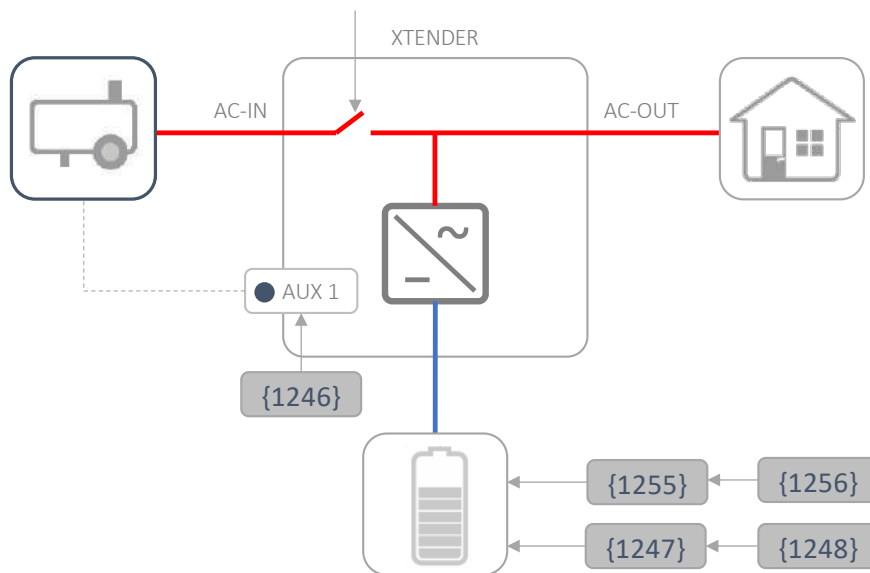 XTENDER
AC-IN
AC-OUT
AUX 1
{1246}
{1255}
{1256}
{1247}
{1248}